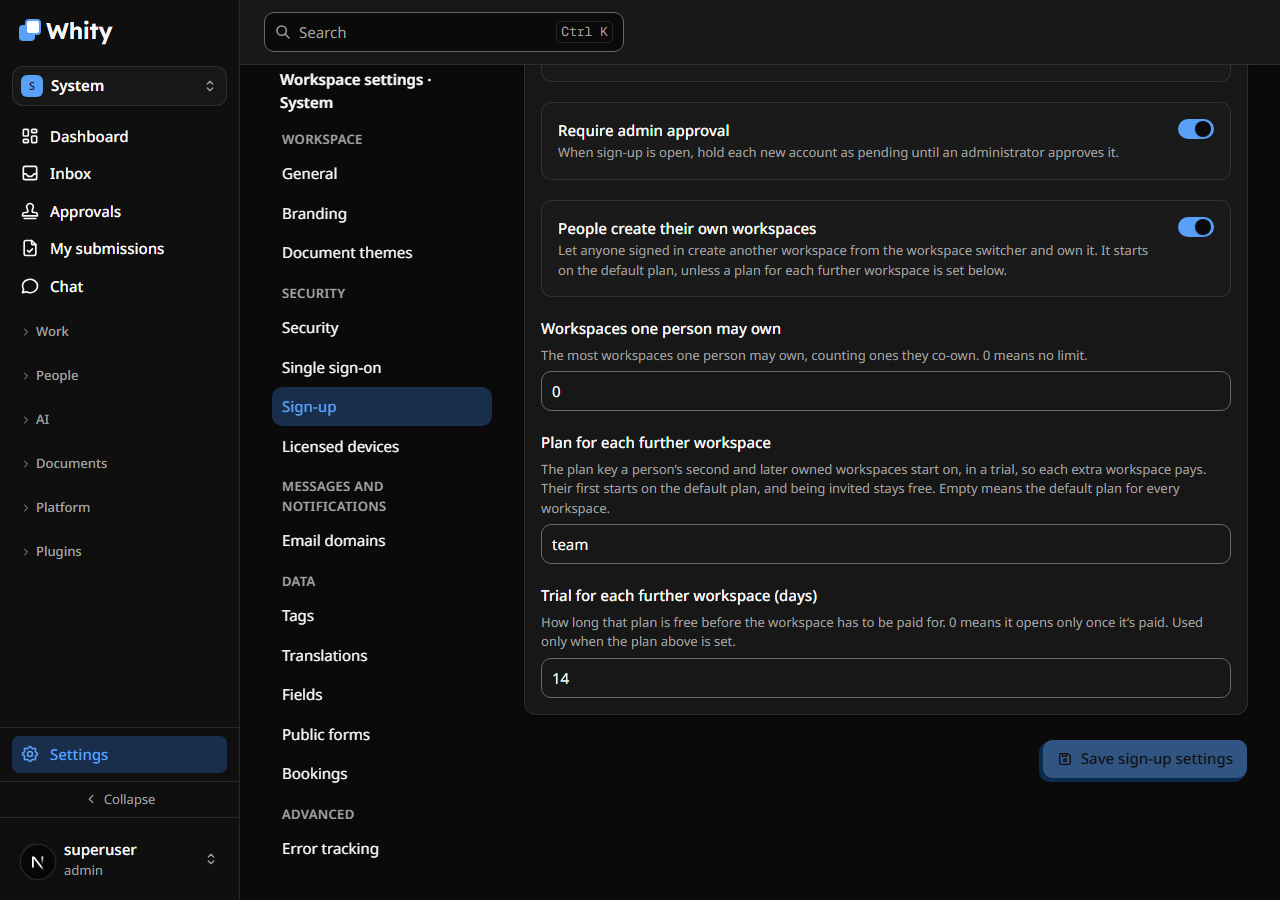 Whity
Search
Ctrl K
S
System
Dashboard
Inbox
Approvals
My submissions
Chat
Work
People
AI
Documents
Platform
Plugins
Settings
Collapse
N
superuser
admin
Workspace settings ·
System
WORKSPACE
General
Branding
Document themes
SECURITY
Security
Single sign-on
Sign-up
Licensed devices
MESSAGES AND
NOTIFICATIONS
Email domains
DATA
Tags
Translations
Fields
Public forms
Bookings
ADVANCED
Error tracking
Require admin approval
When sign-up is open, hold each new account as pending until an administrator approves it.
People create their own workspaces
Let anyone signed in create another workspace from the workspace switcher and own it. It starts
on the default plan, unless a plan for each further workspace is set below.
Workspaces one person may own
The most workspaces one person may own, counting ones they co-own. 0 means no limit.
0
Plan for each further workspace
The plan key a person’s second and later owned workspaces start on, in a trial, so each extra workspace pays.
Their first starts on the default plan, and being invited stays free. Empty means the default plan for every
workspace.
team
Trial for each further workspace (days)
How long that plan is free before the workspace has to be paid for. 0 means it opens only once it’s paid. Used
only when the plan above is set.
14
Save sign-up settings